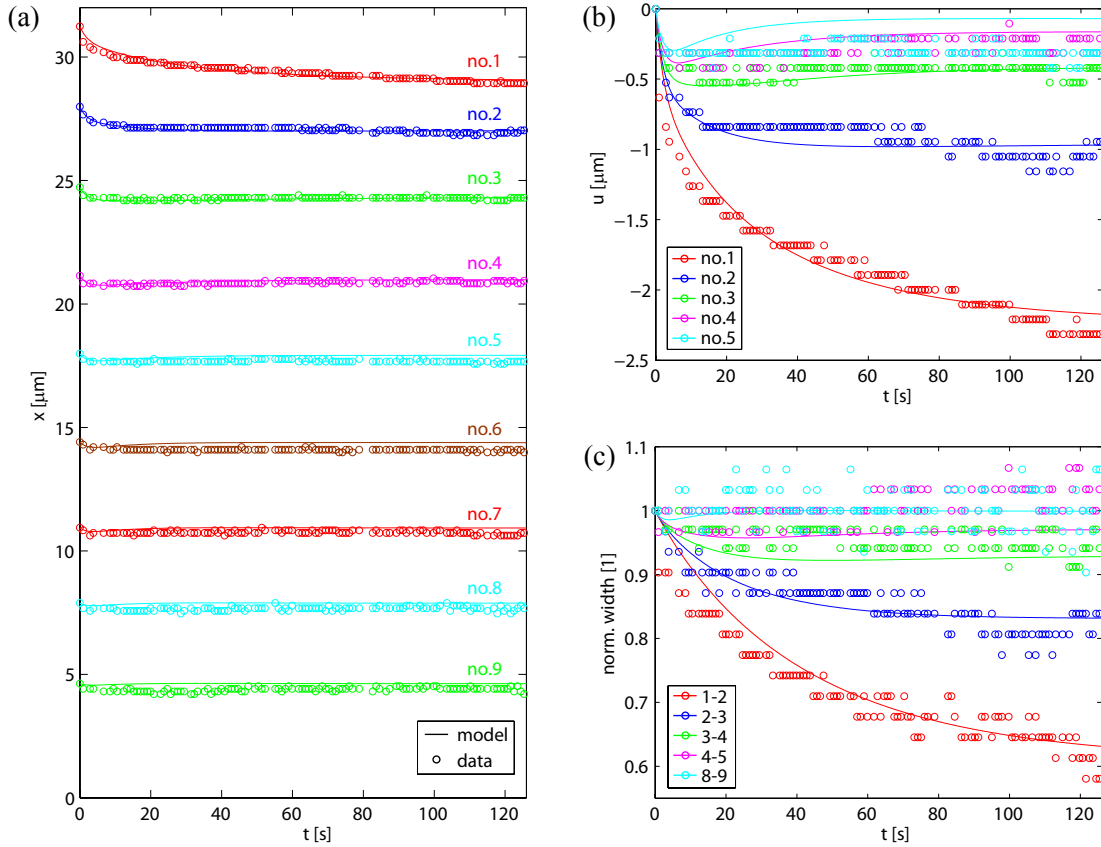 (a)
30
25
20
15
10
5
0
x [µm]
0 20 40 60 80 100 120
t [s]
no.1
no.2
no.3
no.4
no.5
no.6
no.7
no.8
no.9
model
data
(b)
0
−0.5
−1
−1.5
−2
−2.5
u [µm]
0 20 40 60 80 100 120
t [s]
no.1
no.2
no.3
no.4
no.5
(c)
1.1
1
0.9
0.8
0.7
0.6
norm. width [1]
0 20 40 60 80 100 120
t [s]
1-2
2-3
3-4
4-5
8-9